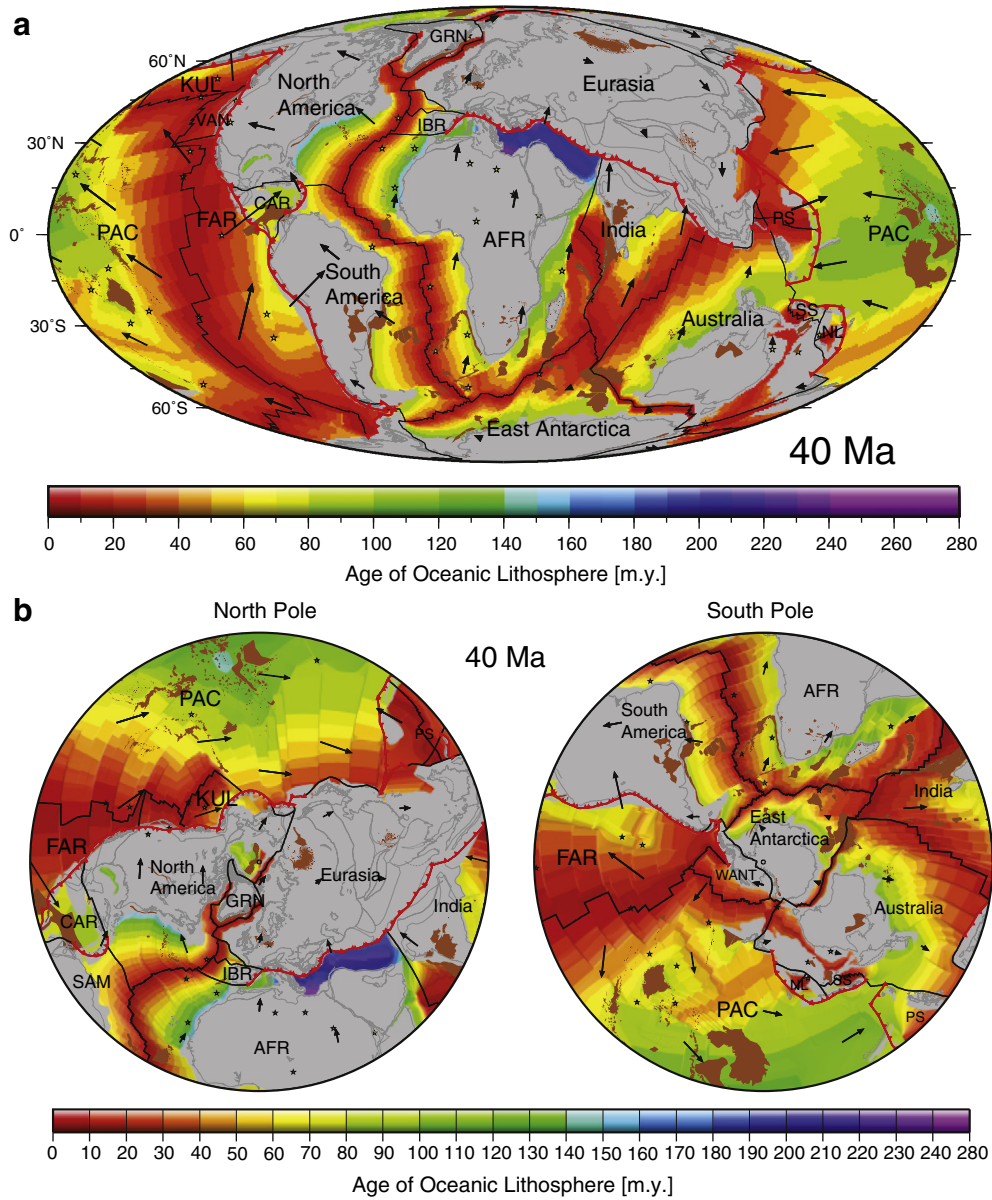 a
60˚N
30˚N
0˚
30˚S
60˚S
GRN
KUL
North
America
Eurasia
VAN
IBR
CAR
FAR
PAC
AFR
India
PS
PAC
South
America
Australia
SS
NL
East Antarctica
40 Ma
0 20 40 60 80 100 120 140 160 180 200 220 240 260 280
Age of Oceanic Lithosphere [m.y.]
b
North Pole
South Pole
40 Ma
PAC
PS
KUL
FAR
North
America
Eurasia
GRN
CAR
India
SAM
IBR
AFR
AFR
South
America
India
East
Antarctica
FAR
WANT
Australia
NL
SS
PAC
PS
0 10 20 30 40 50 60 70 80 90 100 110 120 130 140 150 160 170 180 190 200 210 220 230 240 280
Age of Oceanic Lithosphere [m.y.]